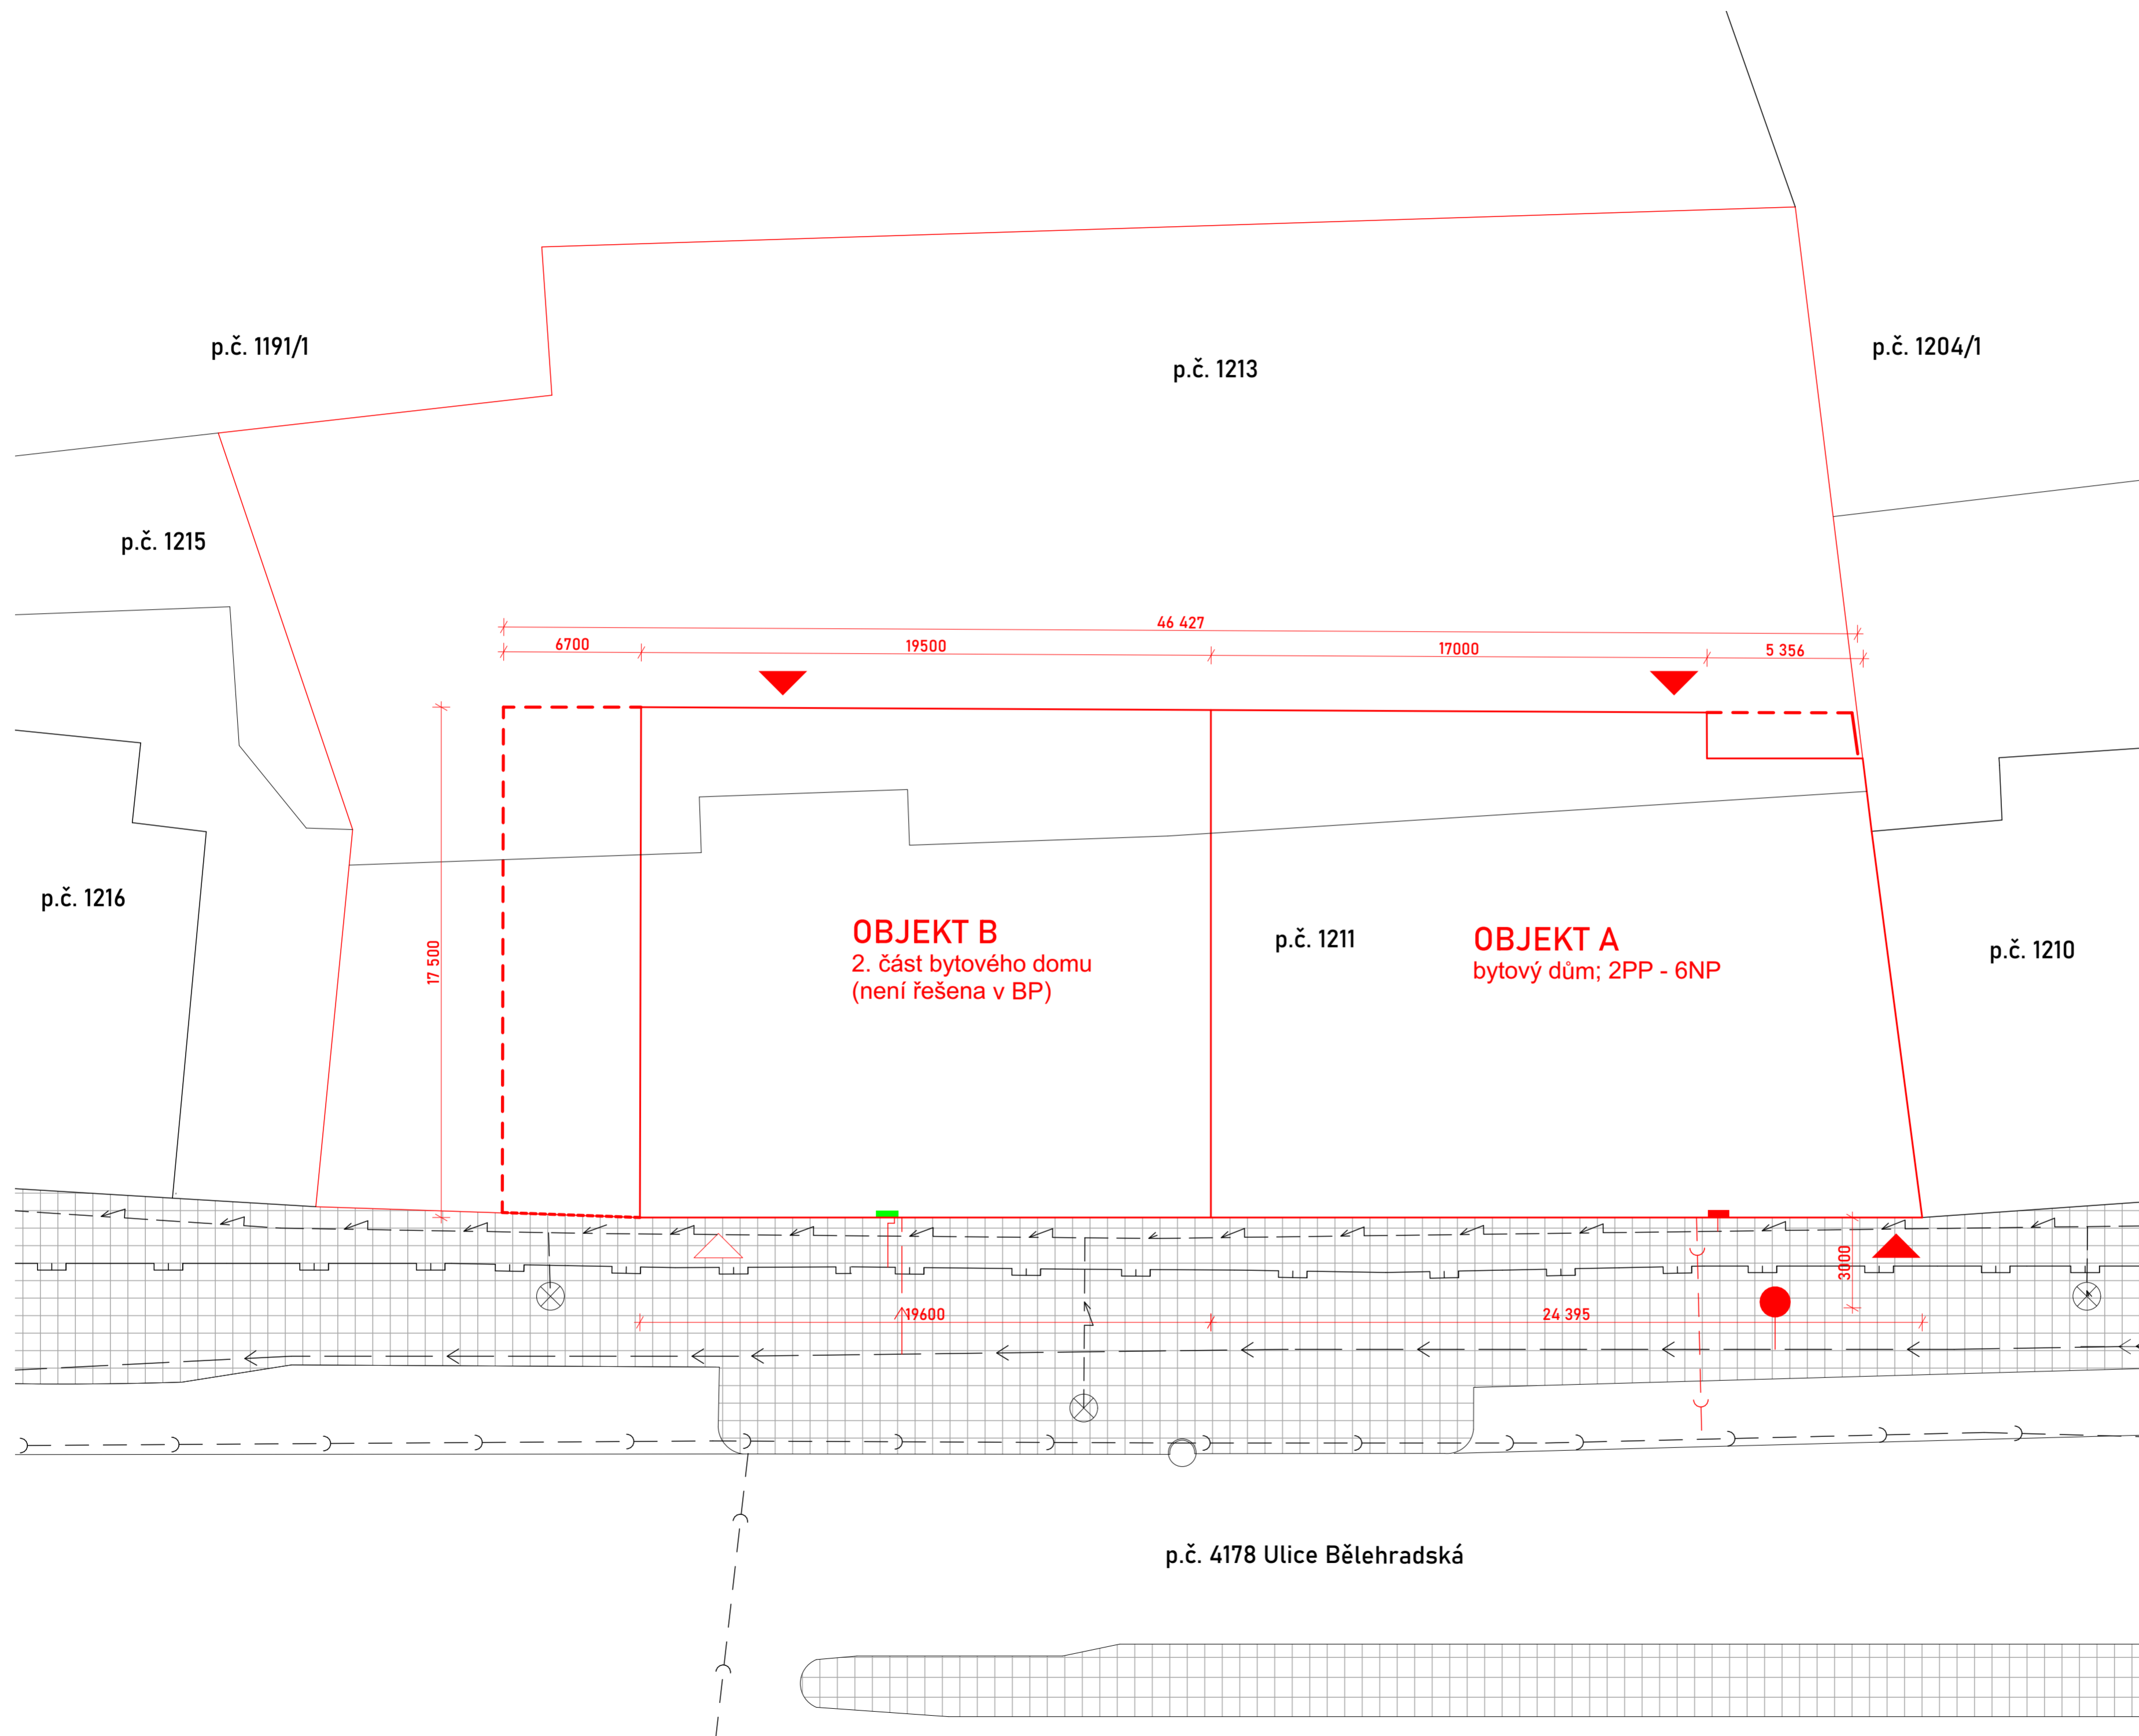 p.č. 1191/1
p.č. 1213
p.č. 1204/1
p.č. 1215
46 427
6700
19500
17000
5 356
p.č. 1216
17 500
OBJEKT B
2. část bytového domu
(není řešena v BP)
p.č. 1211
OBJEKT A
bytový dům; 2PP - 6NP
p.č. 1210
3000
19600
24 395
p.č. 4178 Ulice Bělehradská